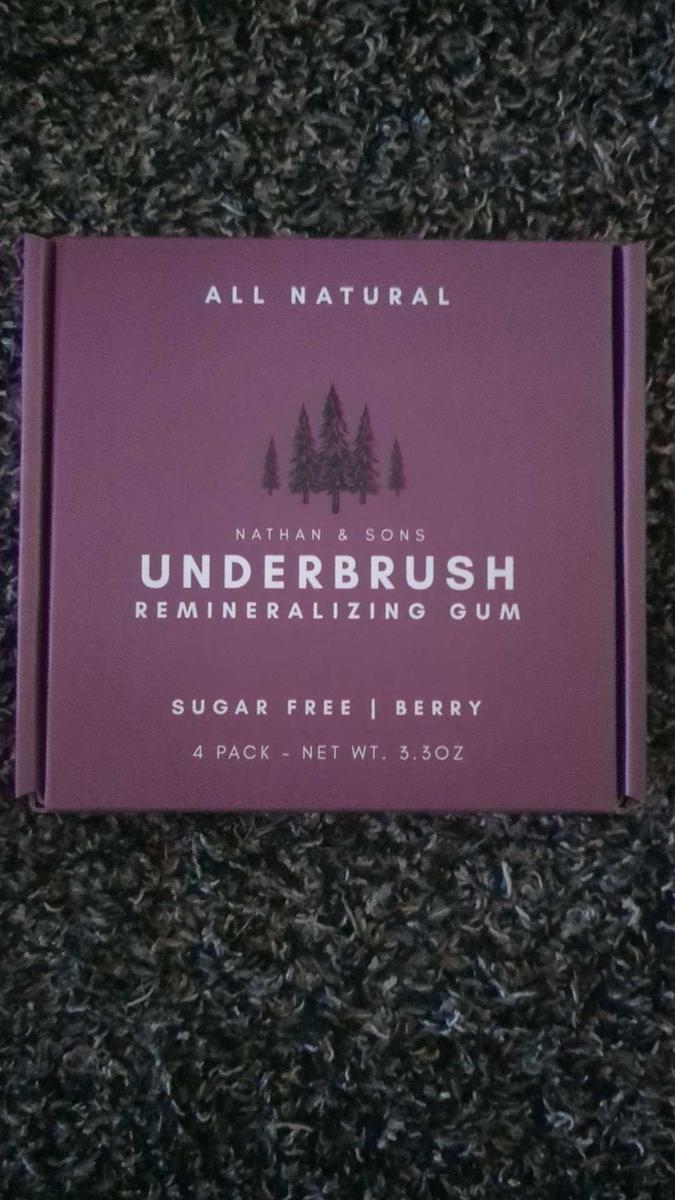 ALL NATURAL
NATHAN & SONS
UNDERBRUSH
REMINERALIZING GUM
SUGAR FREE | BERRY
4 PACK - NET WT. 3.3OZ